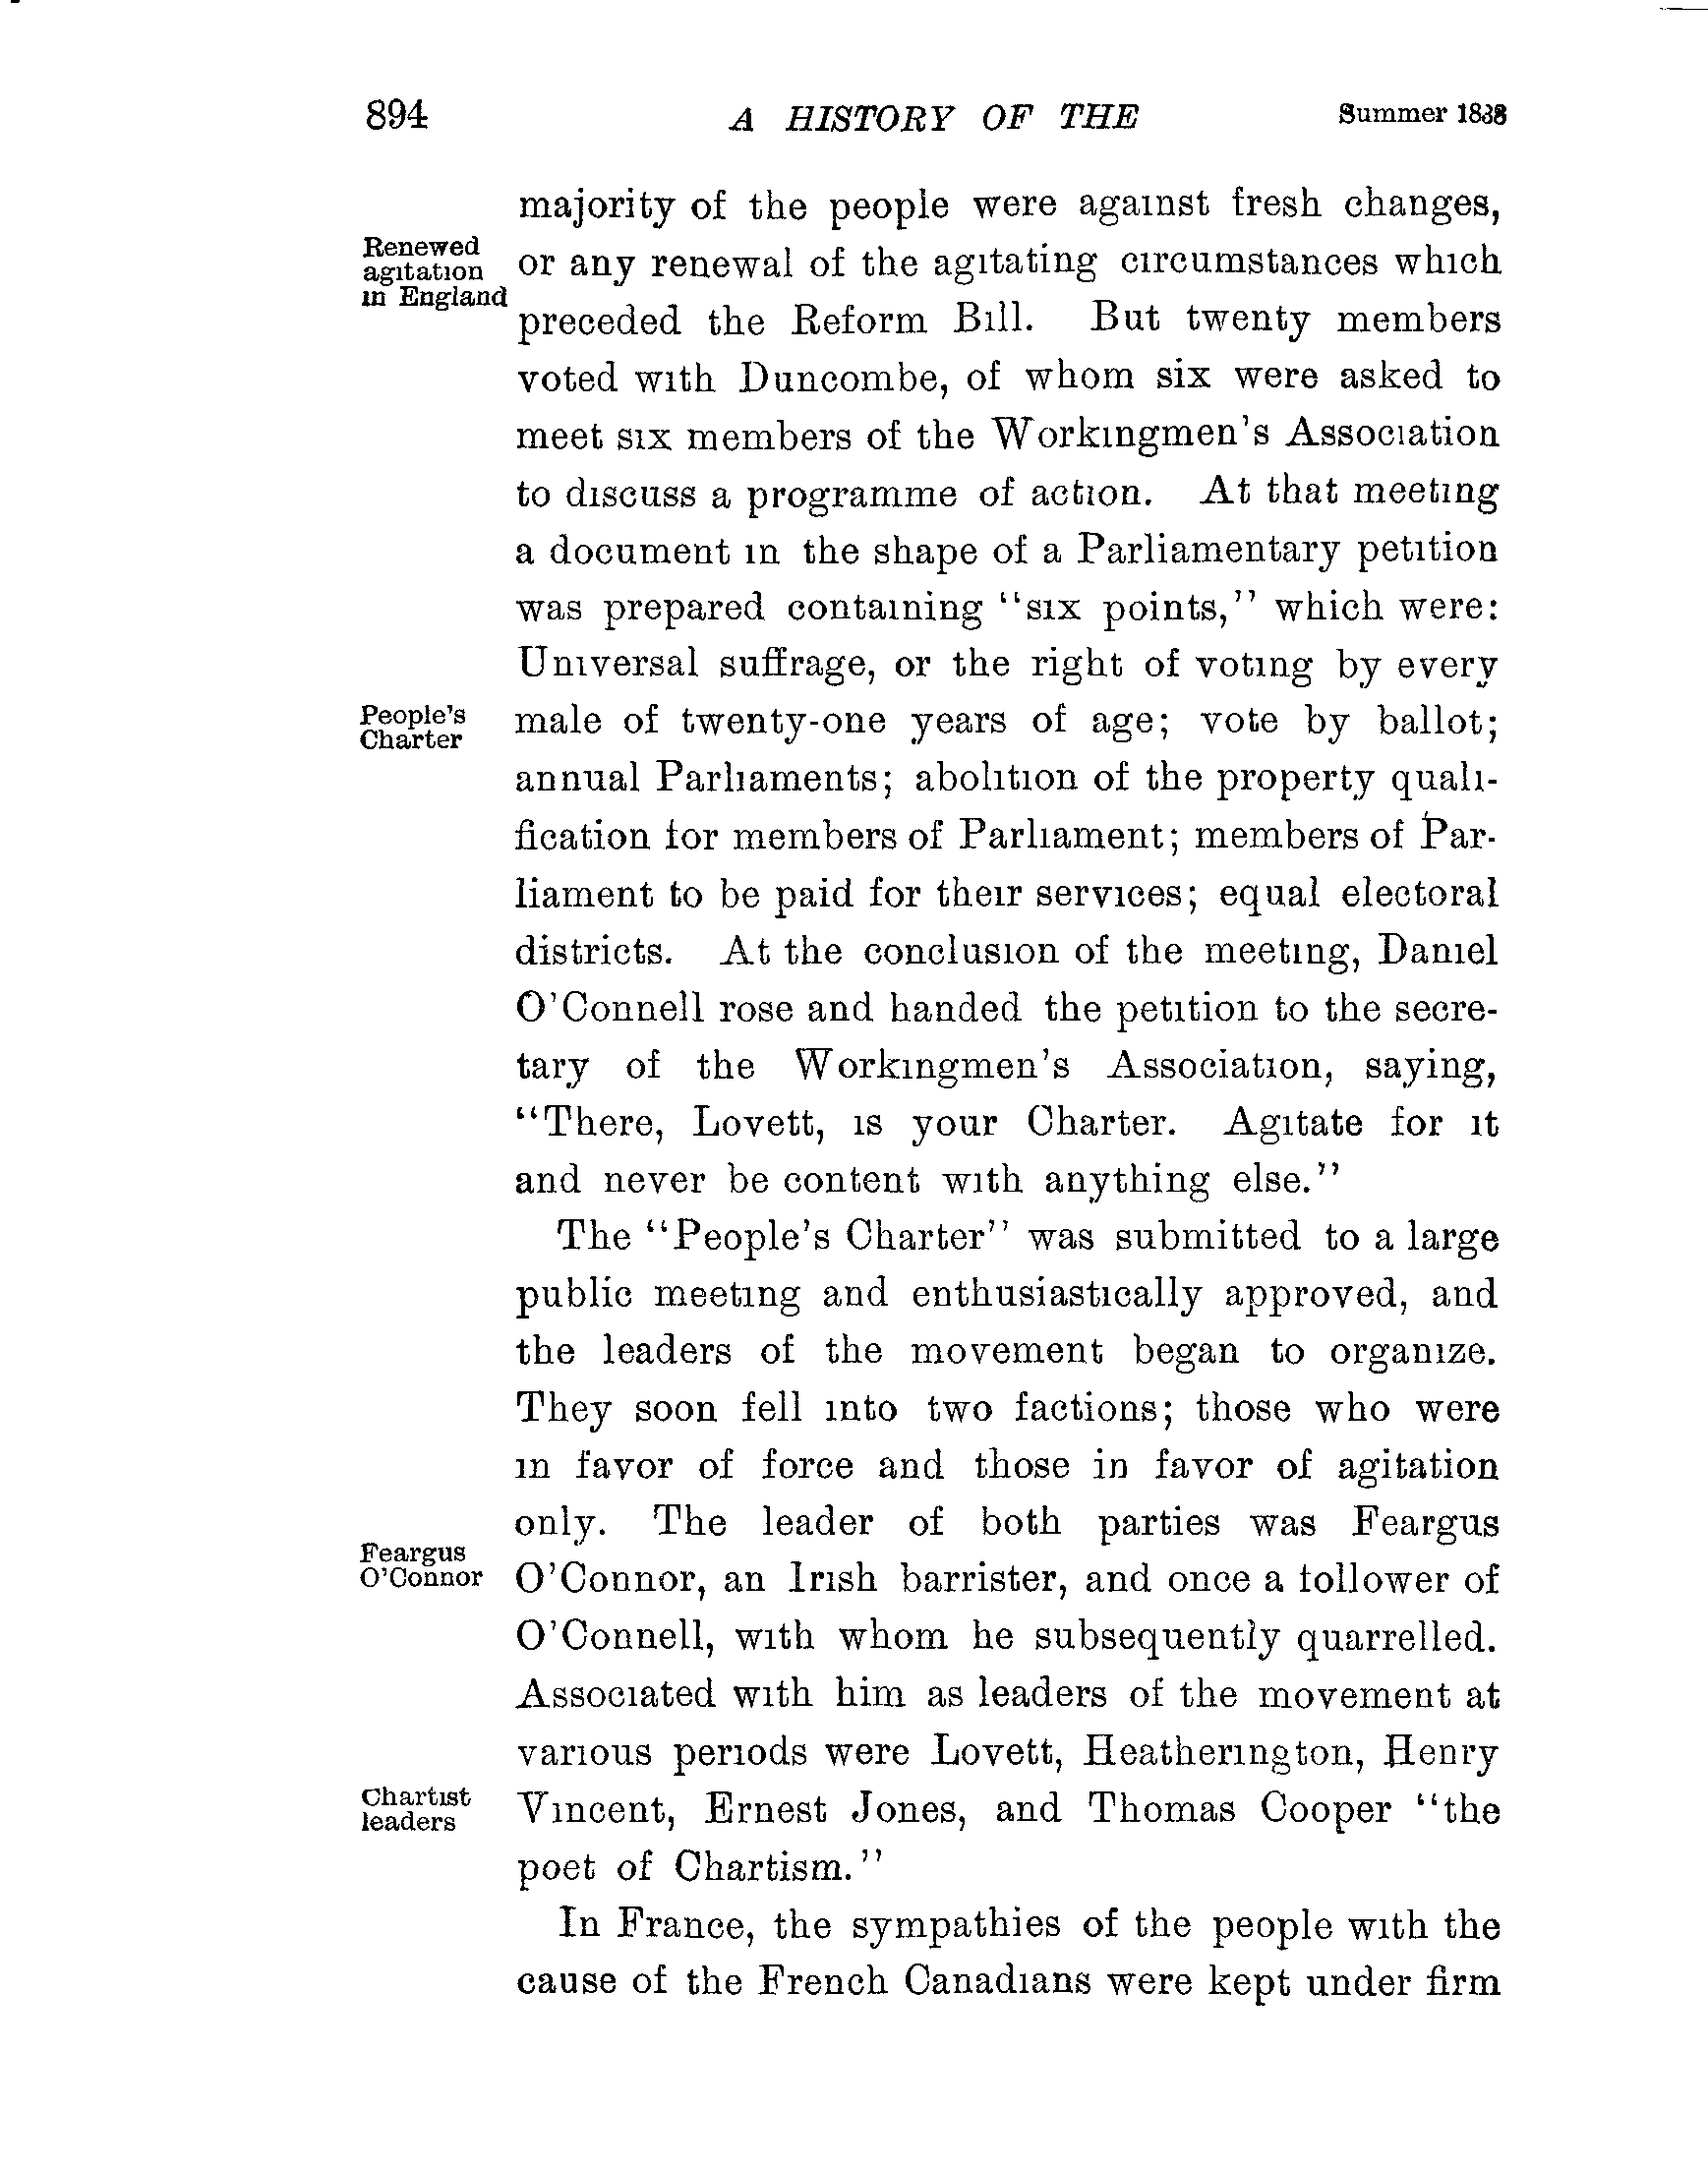 894 A HISTORY OF THE Summer 1838
majority of the people were against fresh changes,
Renewed
agitation
in England
or any renewal of the agitating circumstances which
preceded the Reform Bill. But twenty members
voted with Duncombe, of whom six were asked to
meet six members of the Workingmen's Association
to discuss a programme of action. At that meeting
a document in the shape of a Parliamentary petition
was prepared containing "six points," which were:
Universal suffrage, or the right of voting by every
People's
Charter
male of twenty-one years of age; vote by ballot;
annual Parliaments; abolition of the property quali-
fication for members of Parliament; members of Par-
liament to be paid for their services; equal electoral
districts. At the conclusion of the meeting, Daniel
O'Connell rose and handed the petition to the secre-
tary of the Workingmen's Association, saying,
"There, Lovett, is your Charter. Agitate for it
and never be content with anything else."
The "People's Charter" was submitted to a large
public meeting and enthusiastically approved, and
the leaders of the movement began to organize.
They soon fell into two factions; those who were
in favor of force and those in favor of agitation
only. The leader of both parties was Feargus
Feargus
O'Connor
O'Connor, an Irish barrister, and once a follower of
O'Connell, with whom he subsequently quarrelled.
Associated with him as leaders of the movement at
various periods were Lovett, Heatherington, Henry
Chartist
leaders
Vincent, Ernest Jones, and Thomas Cooper "the
poet of Chartism."
In France, the sympathies of the people with the
cause of the French Canadians were kept under firm